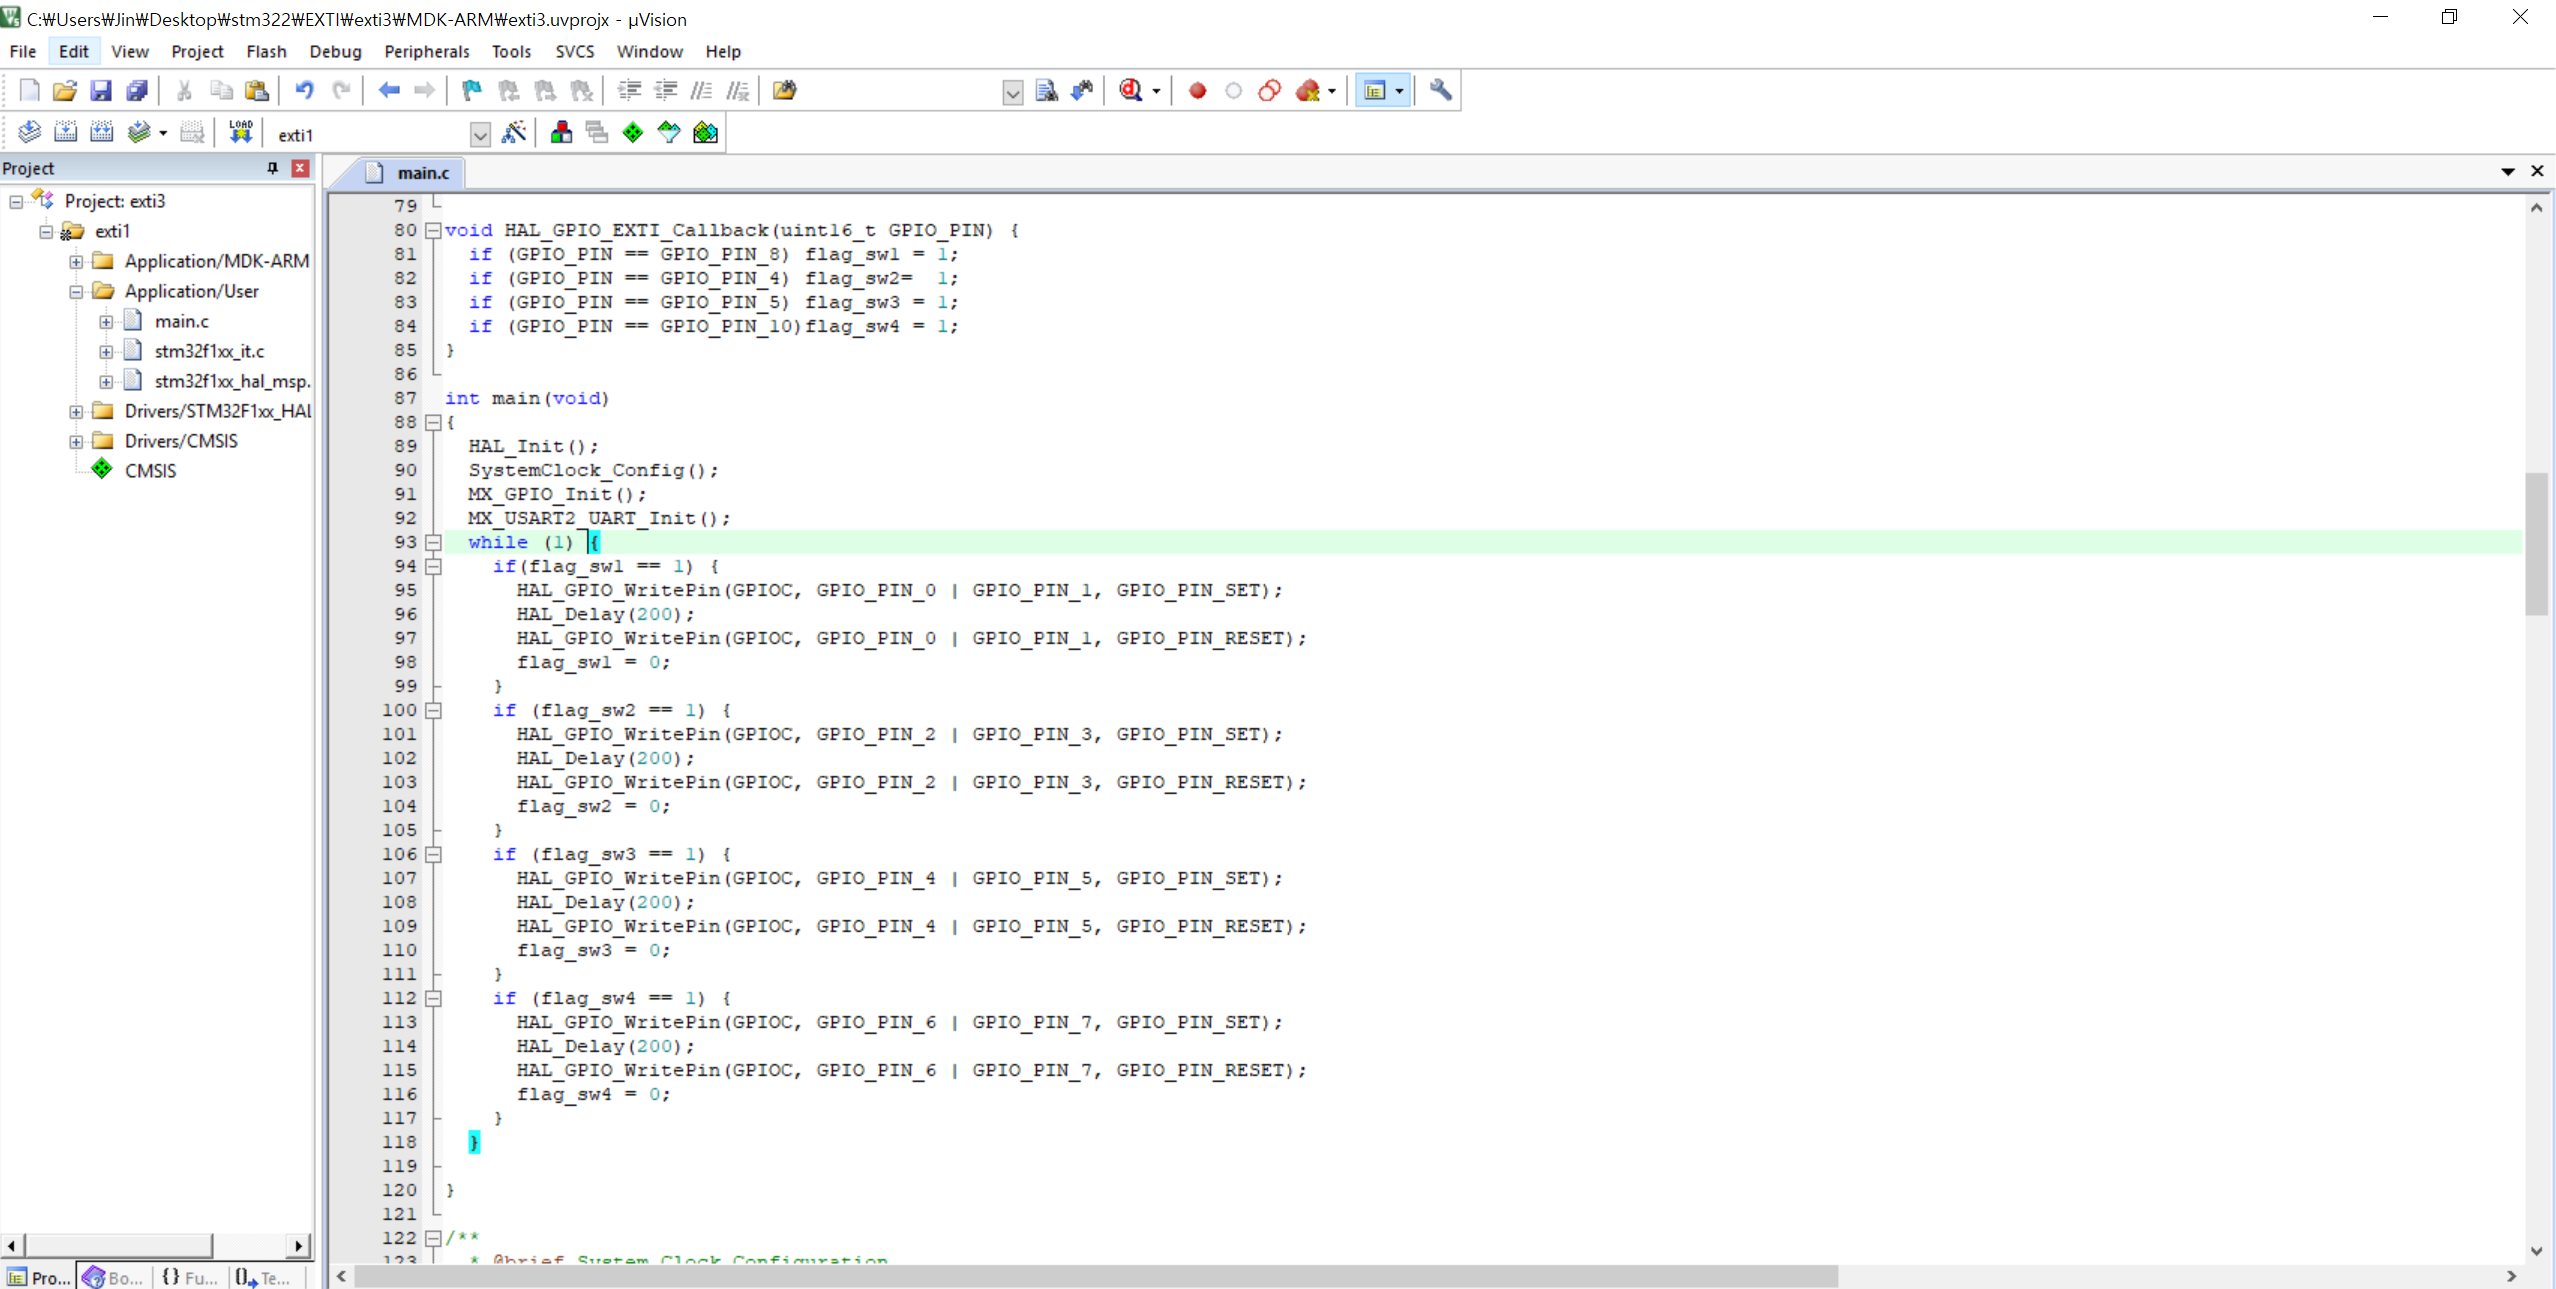 C:₩Users₩Jin₩Desktop₩stm322₩EXTI₩exti3₩MDK-ARM₩exti3.uvprojx - µVision
File Edit View Project Flash Debug Peripherals Tools SVCS Window Help
LOAD exti1
Project
main.c
Project: exti3
exti1
Application/MDK-ARM
Application/User
main.c
stm32f1xx_it.c
stm32f1xx_hal_msp.
Drivers/STM32F1xx_HAL
Drivers/CMSIS
CMSIS
Pro... Bo... {} Fu... Te...
79
80 void HAL_GPIO_EXTI_Callback(uint16_t GPIO_PIN) {
81 if (GPIO_PIN == GPIO_PIN_8) flag_sw1 = 1;
82 if (GPIO_PIN == GPIO_PIN_4) flag_sw2=  1;
83 if (GPIO_PIN == GPIO_PIN_5) flag_sw3 = 1;
84 if (GPIO_PIN == GPIO_PIN_10)flag_sw4 = 1;
85 }
86
87 int main(void)
88 {
89 HAL_Init();
90 SystemClock_Config();
91 MX_GPIO_Init();
92 MX_USART2_UART_Init();
93 while (1) {
94 if(flag_sw1 == 1) {
95 HAL_GPIO_WritePin(GPIOC, GPIO_PIN_0 | GPIO_PIN_1, GPIO_PIN_SET);
96 HAL_Delay(200);
97 HAL_GPIO_WritePin(GPIOC, GPIO_PIN_0 | GPIO_PIN_1, GPIO_PIN_RESET);
98 flag_sw1 = 0;
99 }
100 if (flag_sw2 == 1) {
101 HAL_GPIO_WritePin(GPIOC, GPIO_PIN_2 | GPIO_PIN_3, GPIO_PIN_SET);
102 HAL_Delay(200);
103 HAL_GPIO_WritePin(GPIOC, GPIO_PIN_2 | GPIO_PIN_3, GPIO_PIN_RESET);
104 flag_sw2 = 0;
105 }
106 if (flag_sw3 == 1) {
107 HAL_GPIO_WritePin(GPIOC, GPIO_PIN_4 | GPIO_PIN_5, GPIO_PIN_SET);
108 HAL_Delay(200);
109 HAL_GPIO_WritePin(GPIOC, GPIO_PIN_4 | GPIO_PIN_5, GPIO_PIN_RESET);
110 flag_sw3 = 0;
111 }
112 if (flag_sw4 == 1) {
113 HAL_GPIO_WritePin(GPIOC, GPIO_PIN_6 | GPIO_PIN_7, GPIO_PIN_SET);
114 HAL_Delay(200);
115 HAL_GPIO_WritePin(GPIOC, GPIO_PIN_6 | GPIO_PIN_7, GPIO_PIN_RESET);
116 flag_sw4 = 0;
117 }
118 }
119
120 }
121
122 /**
123 * @brief System Clock Configuration